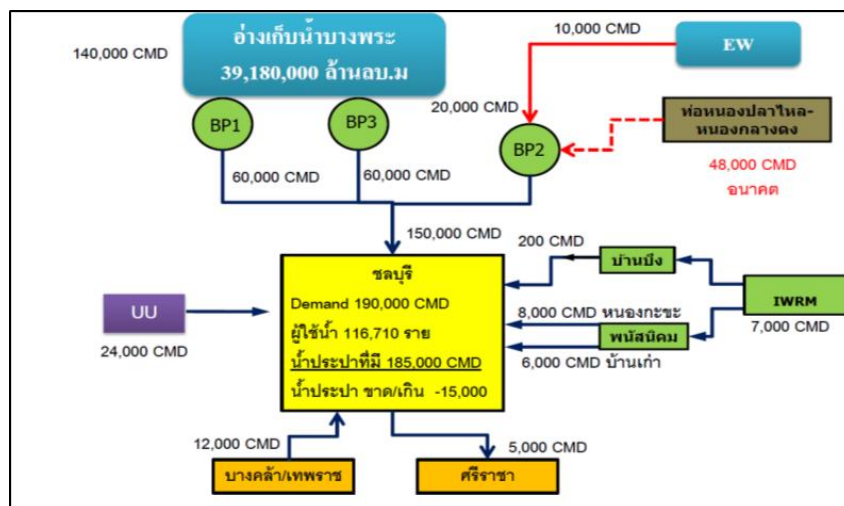 อ่างเก็บน้ำบางพระ
39,180,000 ล้านลบ.ม
140,000 CMD
10,000 CMD
EW
BP1
BP3
20,000 CMD
BP2
ท่อหนองปลาไหล-
หนองกลางดง
48,000 CMD
อนาคต
60,000 CMD
60,000 CMD
150,000 CMD
200 CMD
บ้านบึง
ชลบุรี
Demand 190,000 CMD
ผู้ใช้น้ำ 116,710 ราย
น้ำประปาที่มี 185,000 CMD
น้ำประปา ขาด/เกิน -15,000
UU
24,000 CMD
8,000 CMD หนองกะขะ
พนัสนิคม
6,000 CMD บ้านเก่า
IWRM
7,000 CMD
12,000 CMD
บางคล้า/เทพราช
5,000 CMD
ศรีราชา